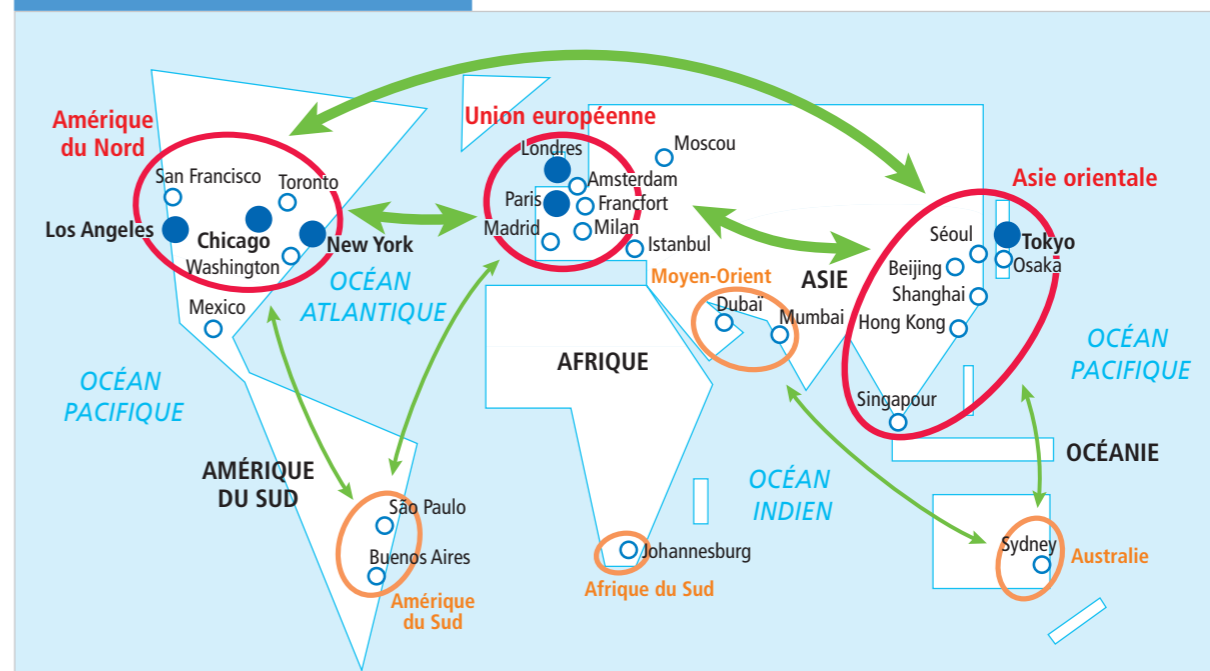 Amérique
du Nord
San Francisco
Toronto
Los Angeles
Chicago
New York
Washington
Mexico
OCÉAN
ATLANTIQUE
OCÉAN
PACIFIQUE
Union européenne
Londres
Amsterdam
Paris
Francfort
Madrid
Milan
Istanbul
Moscou
Moyen-Orient
Dubaï
Mumbai
ASIE
Asie orientale
Séoul
Tokyo
Osaka
Beijing
Shanghai
Hong Kong
Singapour
OCÉAN
PACIFIQUE
AFRIQUE
AMÉRIQUE
DU SUD
São Paulo
Buenos Aires
Amérique
du Sud
Johannesburg
Afrique du Sud
OCÉAN
INDIEN
OCÉANIE
Sydney
Australie